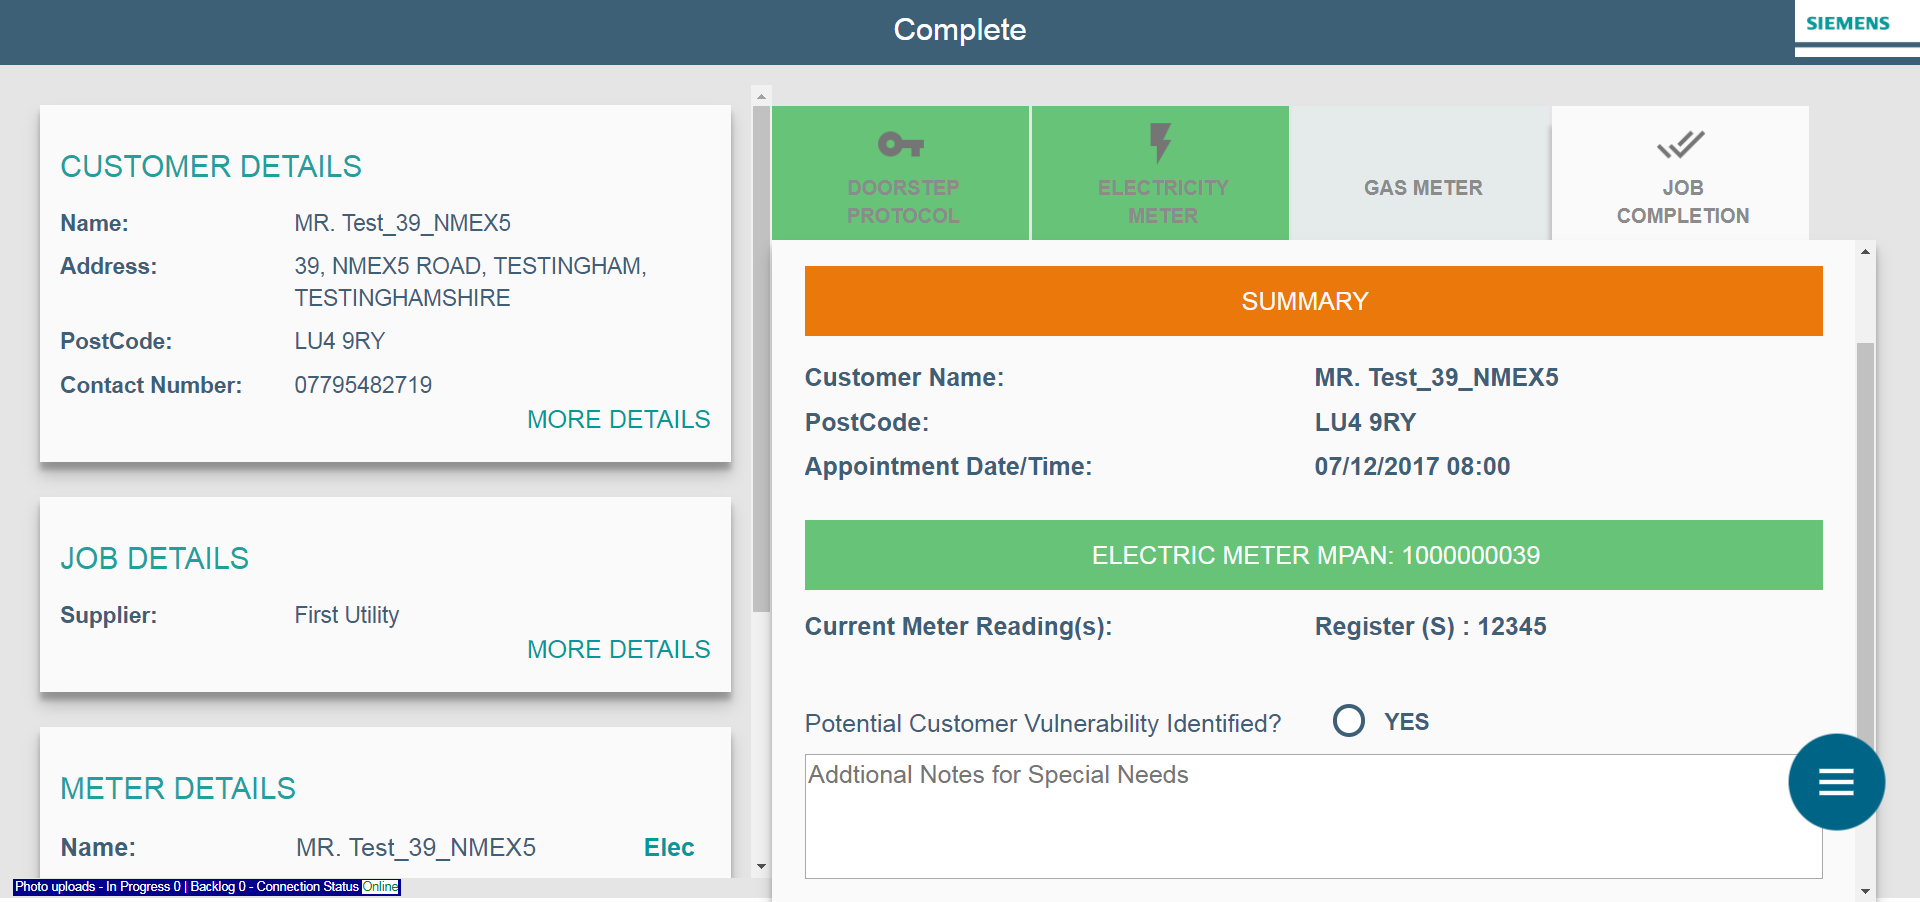 Complete
SIEMENS
CUSTOMER DETAILS
Name: MR. Test_39_NMEX5
Address: 39, NMEX5 ROAD, TESTINGHAM,
TESTINGHAMSHIRE
PostCode: LU4 9RY
Contact Number: 07795482719
MORE DETAILS
JOB DETAILS
Supplier: First Utility
MORE DETAILS
METER DETAILS
Name: MR. Test_39_NMEX5 Elec
Photo uploads - In Progress 0 | Backlog 0 - Connection Status Online
DOORSTEP
PROTOCOL
ELECTRICITY
METER
GAS METER
JOB
COMPLETION
SUMMARY
Customer Name: MR. Test_39_NMEX5
PostCode: LU4 9RY
Appointment Date/Time: 07/12/2017 08:00
ELECTRIC METER MPAN: 1000000039
Current Meter Reading(s): Register (S) : 12345
Potential Customer Vulnerability Identified? YES
Addtional Notes for Special Needs